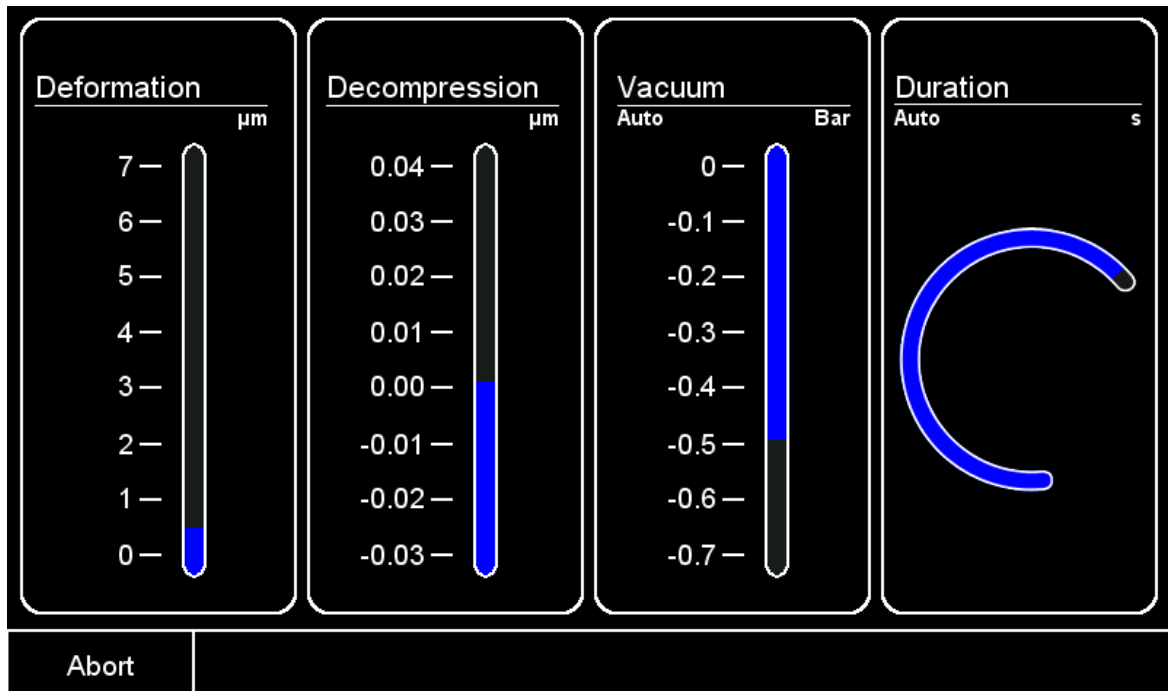 Deformation
µm
7
6
5
4
3
2
1
0
Decompression
µm
0.04
0.03
0.02
0.01
0.00
-0.01
-0.02
-0.03
Vacuum
Auto Bar
0
-0.1
-0.2
-0.3
-0.4
-0.5
-0.6
-0.7
Duration
Auto s
Abort